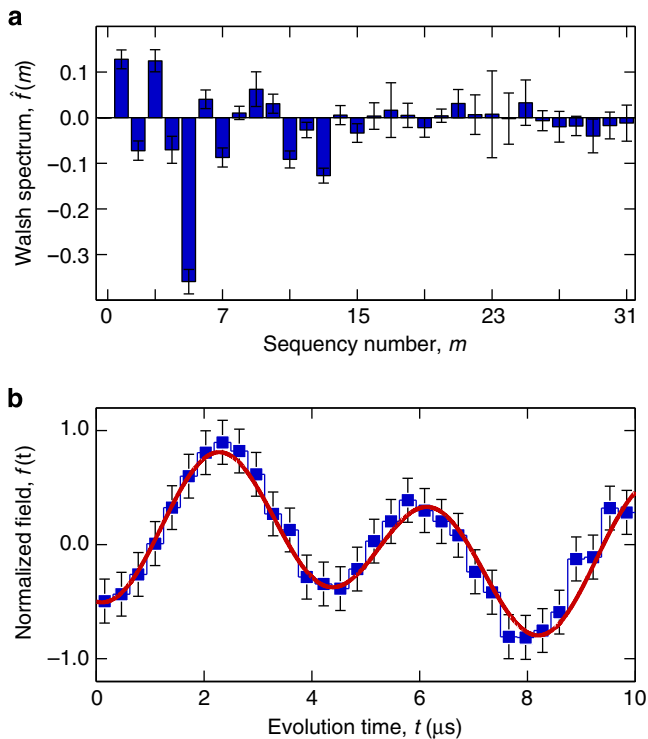 a
Walsh spectrum, f̂(m)
0.1
0.0
−0.1
−0.2
−0.3
0 7 15 23 31
Sequency number, m
b
Normalized field, f(t)
1.0
0.0
−1.0
0 2 4 6 8 10
Evolution time, t (μs)